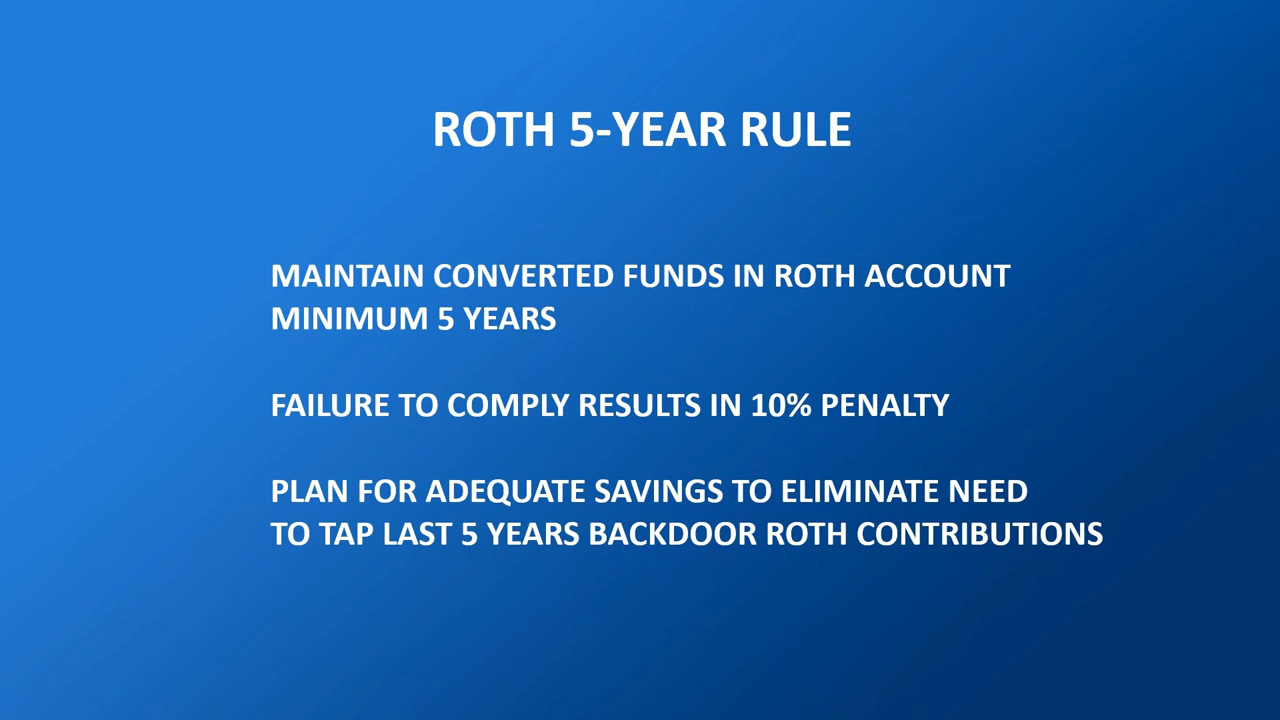 ROTH 5-YEAR RULE
MAINTAIN CONVERTED FUNDS IN ROTH ACCOUNT
MINIMUM 5 YEARS
FAILURE TO COMPLY RESULTS IN 10% PENALTY
PLAN FOR ADEQUATE SAVINGS TO ELIMINATE NEED
TO TAP LAST 5 YEARS BACKDOOR ROTH CONTRIBUTIONS